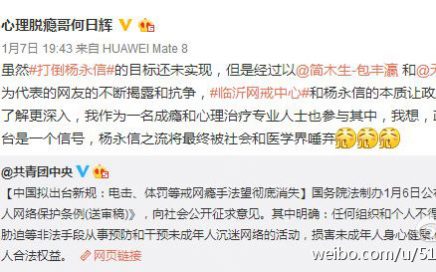 心理脱瘾哥何日辉
1月7日 19:43 来自 HUAWEI Mate 8
虽然#打倒杨永信#的目标还未实现，但是经过以@简木生-包丰瀛 和@天
为代表的网友的不断揭露和抗争，#临沂网戒中心#和杨永信的本质让政
了解更深入，我作为一名成瘾和心理治疗专业人士也参与其中，我想，
台是一个信号，杨永信之流将最终被社会和医学界唾弃
@共青团中央
【中国拟出台新规：电击、体罚等戒网瘾手法望彻底消失】国务院法制办1月6日公
人网络保护条例(送审稿)》，向社会公开征求意见。其中明确：任何组织和个人不得
胁迫等非法手段从事预防和干预未成年人沉迷网络的活动，损害未成年人身心健康，
人合法权益。 网页链接
weibo.com/u/51